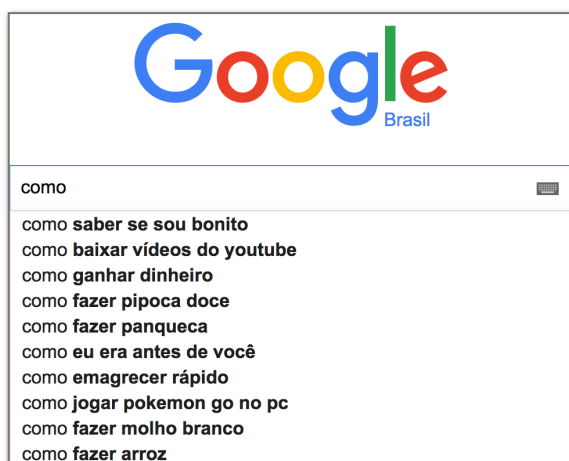 Google
Brasil
como
como saber se sou bonito
como baixar vídeos do youtube
como ganhar dinheiro
como fazer pipoca doce
como fazer panqueca
como eu era antes de você
como emagrecer rápido
como jogar pokemon go no pc
como fazer molho branco
como fazer arroz